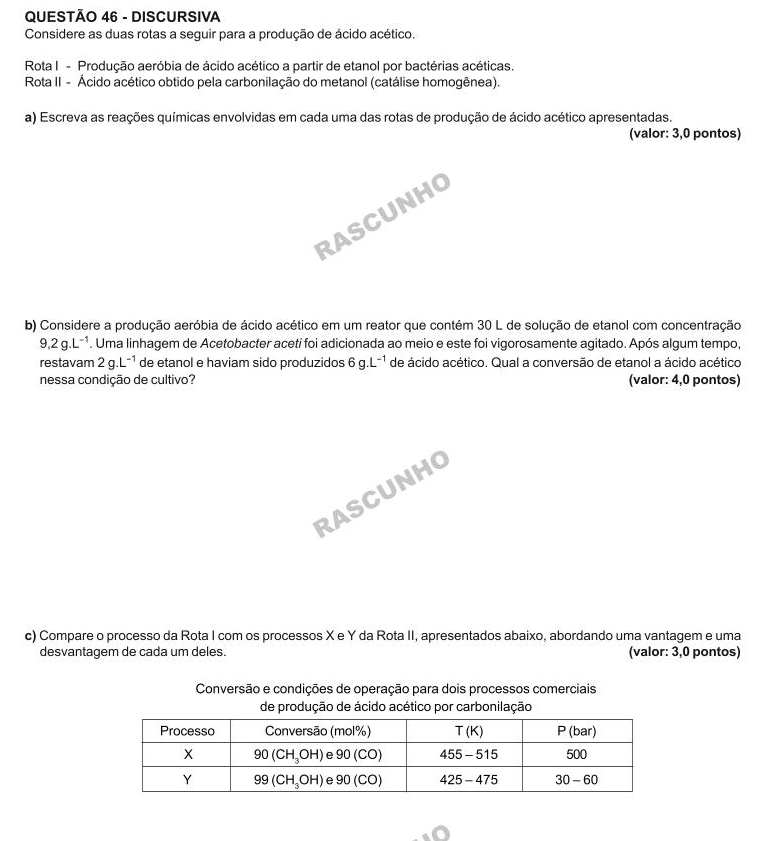 QUESTÃO 46 - DISCURSIVA
Considere as duas rotas a seguir para a produção de ácido acético.
Rota I - Produção aeróbia de ácido acético a partir de etanol por bactérias acéticas.
Rota II - Ácido acético obtido pela carbonilação do metanol (catálise homogênea).
a) Escreva as reações químicas envolvidas em cada uma das rotas de produção de ácido acético apresentadas.
(valor: 3,0 pontos)
RASCUNHO
b) Considere a produção aeróbia de ácido acético em um reator que contém 30 L de solução de etanol com concentração
9,2 g.L⁻¹. Uma linhagem de Acetobacter aceti foi adicionada ao meio e este foi vigorosamente agitado. Após algum tempo,
restavam 2 g.L⁻¹ de etanol e haviam sido produzidos 6 g.L⁻¹ de ácido acético. Qual a conversão de etanol a ácido acético
nessa condição de cultivo? (valor: 4,0 pontos)
RASCUNHO
c) Compare o processo da Rota I com os processos X e Y da Rota II, apresentados abaixo, abordando uma vantagem e uma
desvantagem de cada um deles. (valor: 3,0 pontos)
Conversão e condições de operação para dois processos comerciais
de produção de ácido acético por carbonilação
Processo Conversão (mol%) T (K) P (bar)
X 90 (CH₃OH) e 90 (CO) 455 – 515 500
Y 99 (CH₃OH) e 90 (CO) 425 – 475 30 – 60